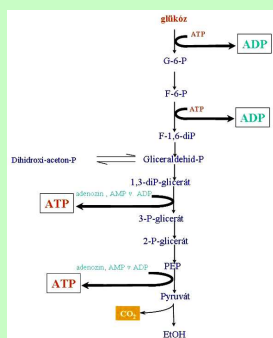 glükóz
ATP
ADP
G-6-P
F-6-P
ATP
ADP
F-1,6-diP
Dihidroxi-aceton-P
Gliceraldehid-P
1,3-diP-glicerát
adenozin, AMP v. ADP
ATP
3-P-glicerát
2-P-glicerát
PEP
adenozin, AMP v ADP
ATP
Pyruvát
CO2
EtOH